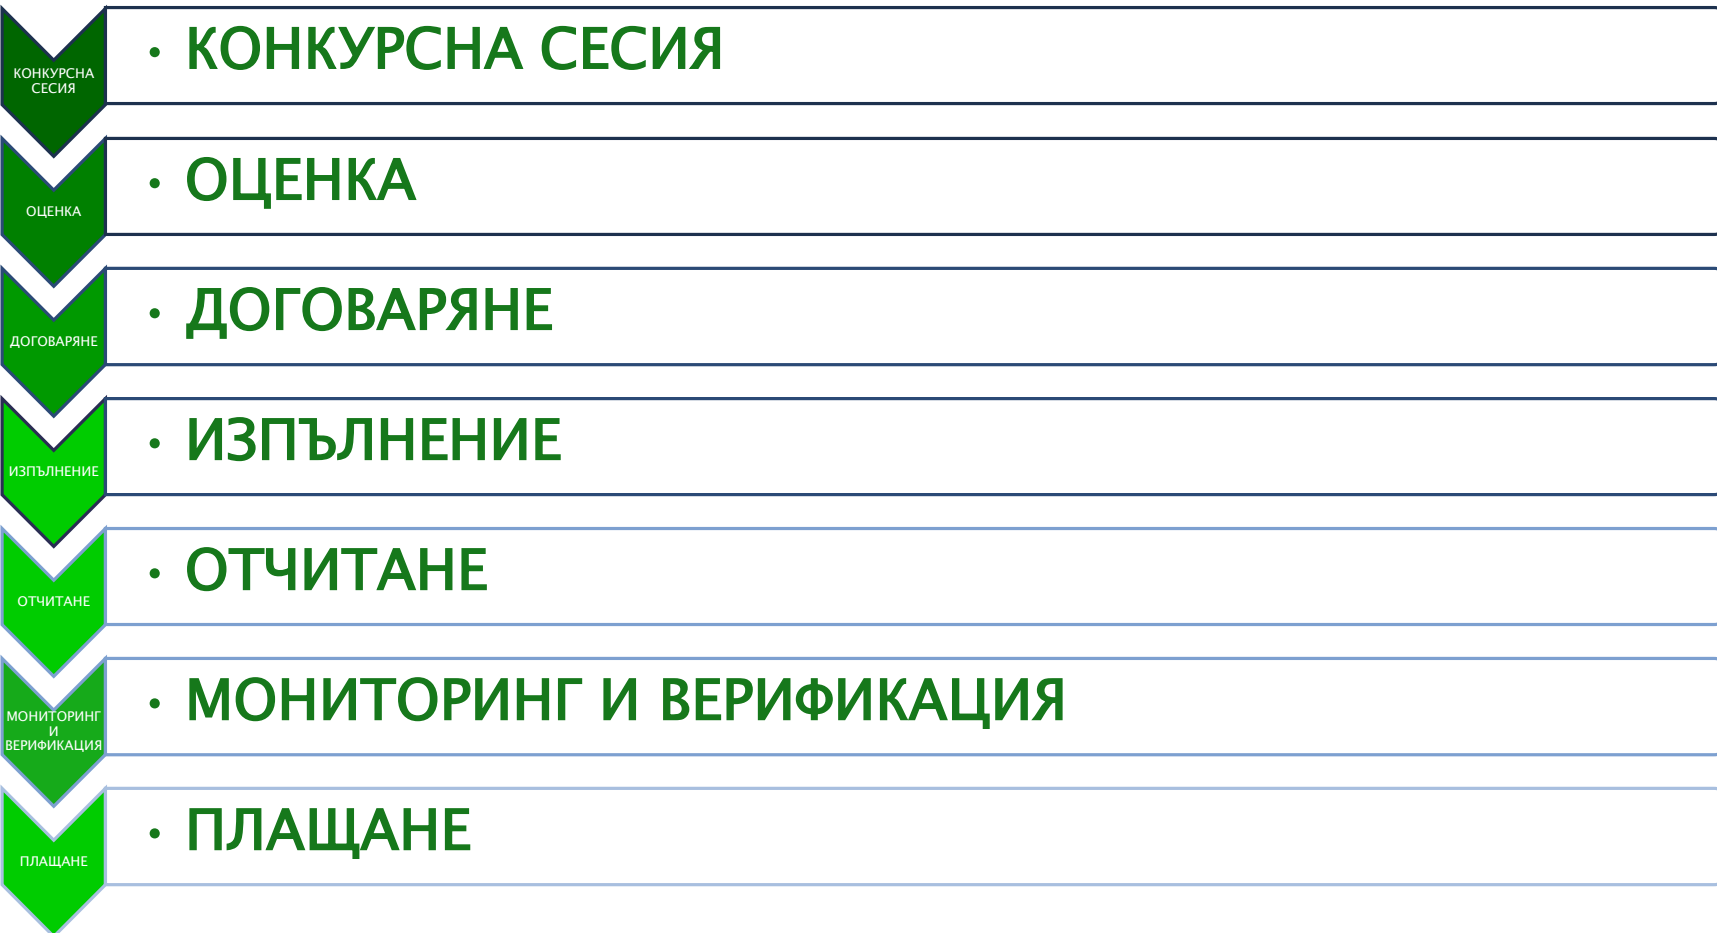 КОНКУРСНА
СЕСИЯ
• КОНКУРСНА СЕСИЯ
ОЦЕНКА
• ОЦЕНКА
ДОГОВАРЯНЕ
• ДОГОВАРЯНЕ
ИЗПЪЛНЕНИЕ
• ИЗПЪЛНЕНИЕ
ОТЧИТАНЕ
• ОТЧИТАНЕ
МОНИТОРИНГ
И
ВЕРИФИКАЦИЯ
• МОНИТОРИНГ И ВЕРИФИКАЦИЯ
ПЛАЩАНЕ
• ПЛАЩАНЕ